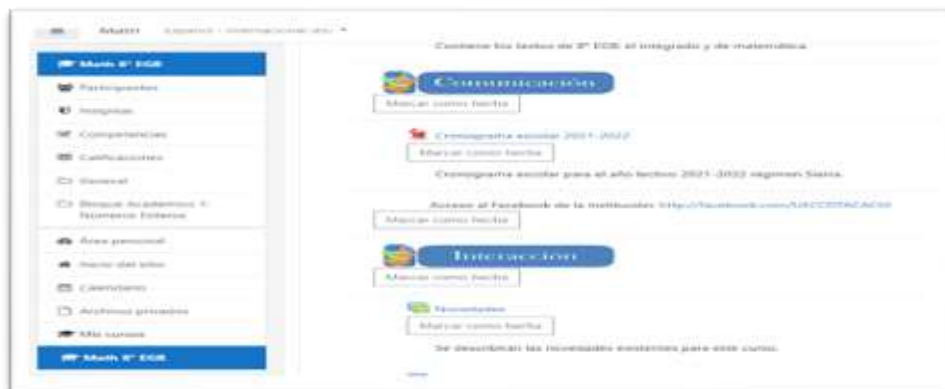 Math
Math 8° EGB
Participantes
Insignias
Competencias
Calificaciones
General
Bloque Academico 1:
Números Enteros
Área personal
Inicio del sitio
Calendario
Archivos privados
Mis cursos
Math 8° EGB
Contiene los textos de 8° EGB el integrado y de matemática.
Comunicación
Marcar como hecha
Cronograma escolar 2021-2022
Marcar como hecha
Cronograma escolar para el año lectivo 2021-2022 régimen Sierra.
Acceso al Facebook de la institución
Marcar como hecha
Interacción
Marcar como hecha
Novedades
Marcar como hecha
Se describirán las novedades existentes para este curso.